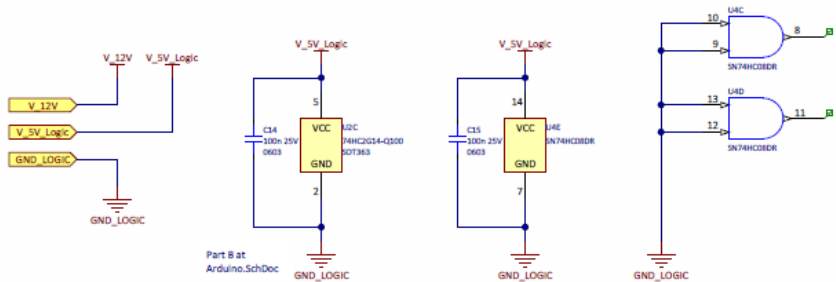 V_12V
V_5V_Logic
V_12V
V_5V_Logic
GND_LOGIC
GND_LOGIC
V_5V_Logic
5
C14
100n 25V
0603
VCC
GND
U2C
74HC2G14-Q100
SOT363
2
Part B at
Arduino.SchDoc
GND_LOGIC
V_5V_Logic
14
C15
100n 25V
0603
VCC
GND
U4E
SN74HC08DR
7
GND_LOGIC
U4C
10
9
8
SN74HC08DR
U4D
13
12
11
SN74HC08DR
GND_LOGIC